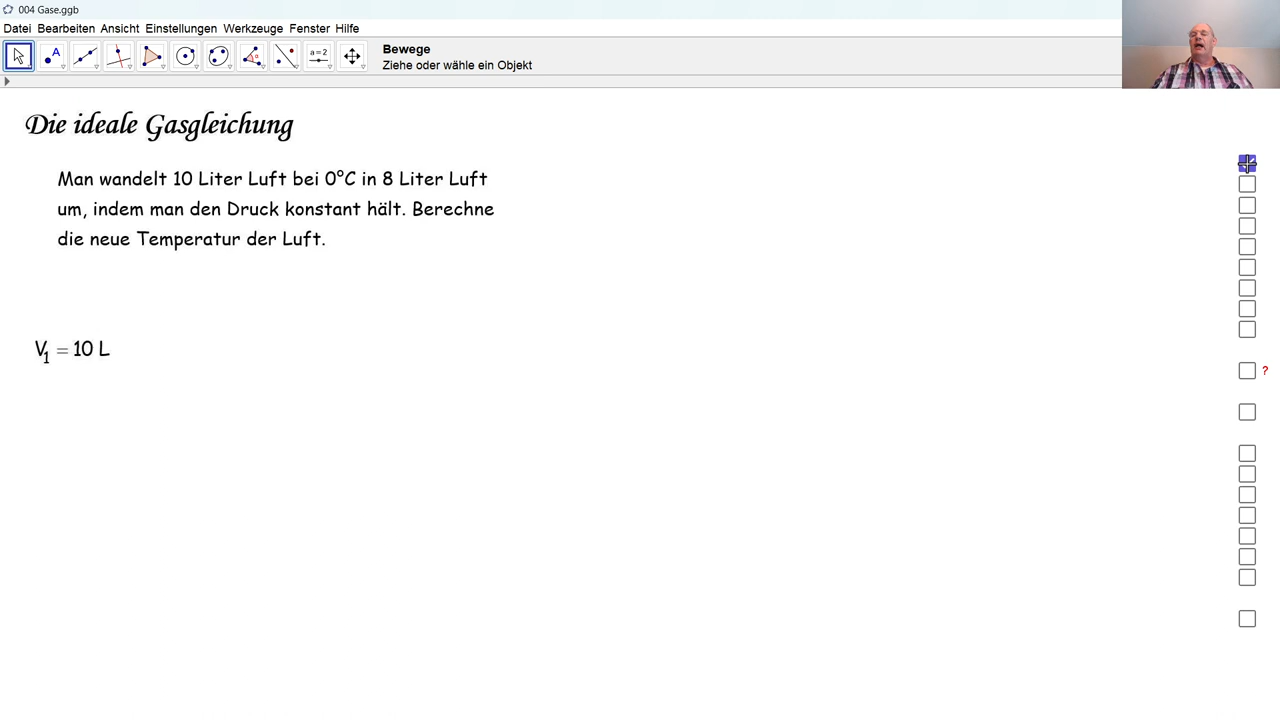 004 Gase.ggb
Datei Bearbeiten Ansicht Einstellungen Werkzeuge Fenster Hilfe
A
a=2
Bewege
Ziehe oder wähle ein Objekt
Die ideale Gasgleichung
Man wandelt 10 Liter Luft bei 0°C in 8 Liter Luft
um, indem man den Druck konstant hält. Berechne
die neue Temperatur der Luft.
V₁ = 10 L
?